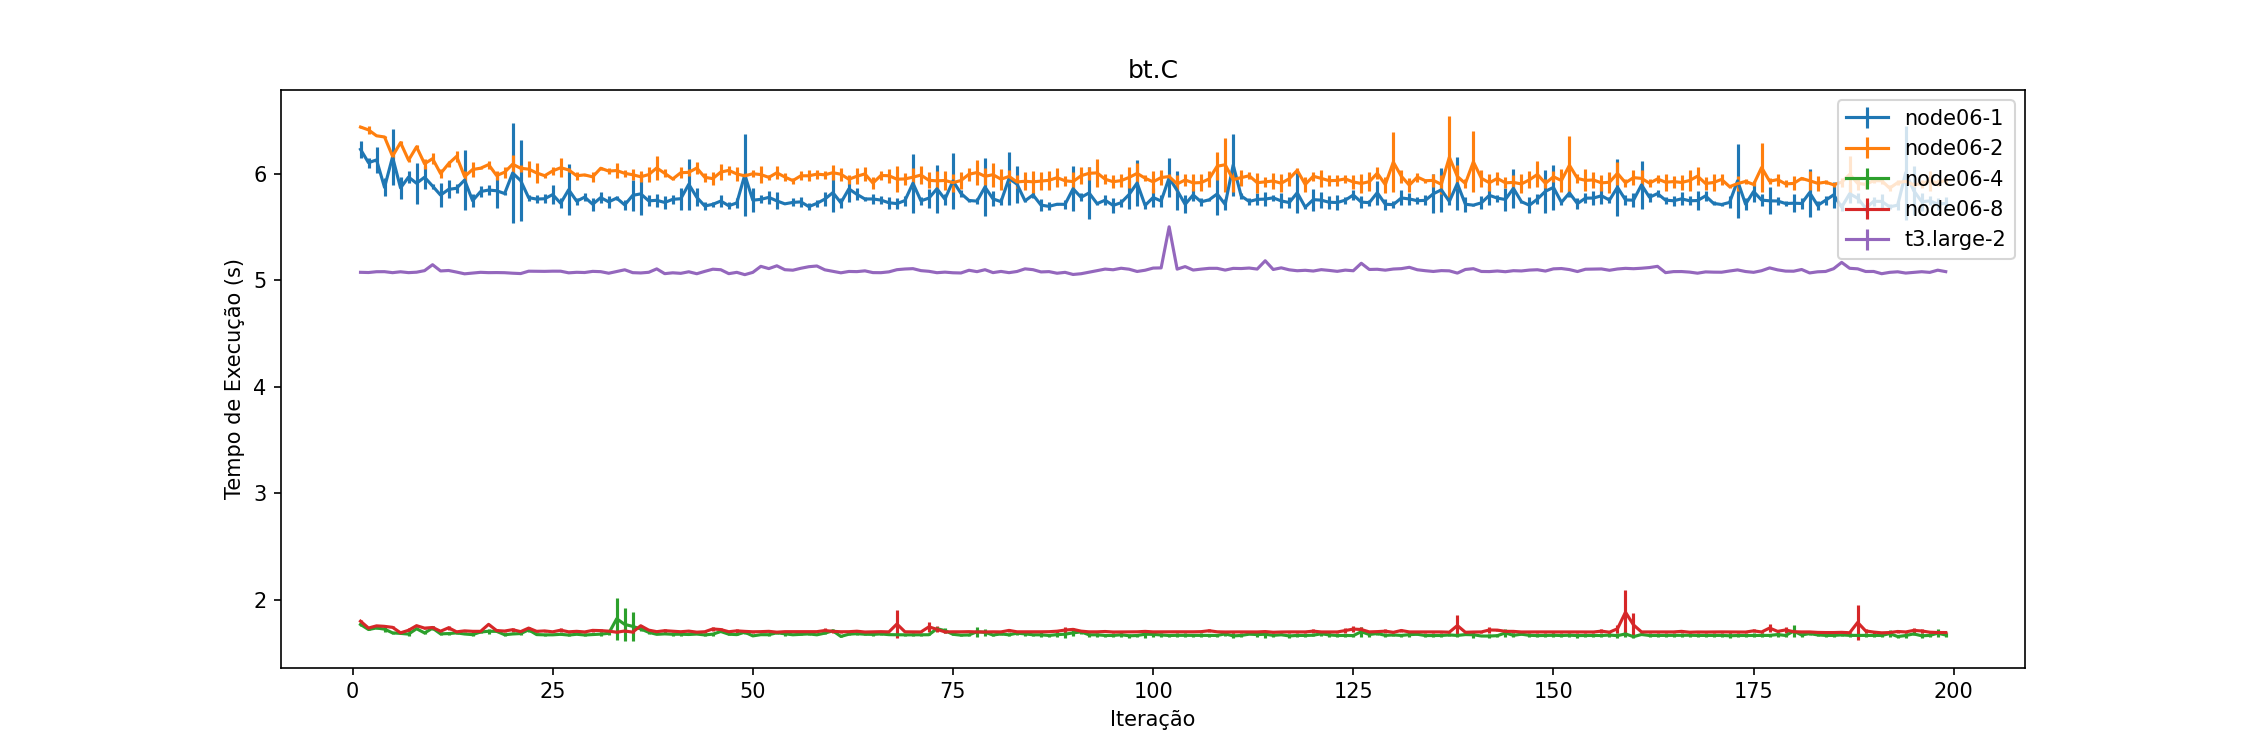 bt.C
node06-1
node06-2
node06-4
node06-8
t3.large-2
Tempo de Execução (s)
6
5
4
3
2
0 25 50 75 100 125 150 175 200
Iteração